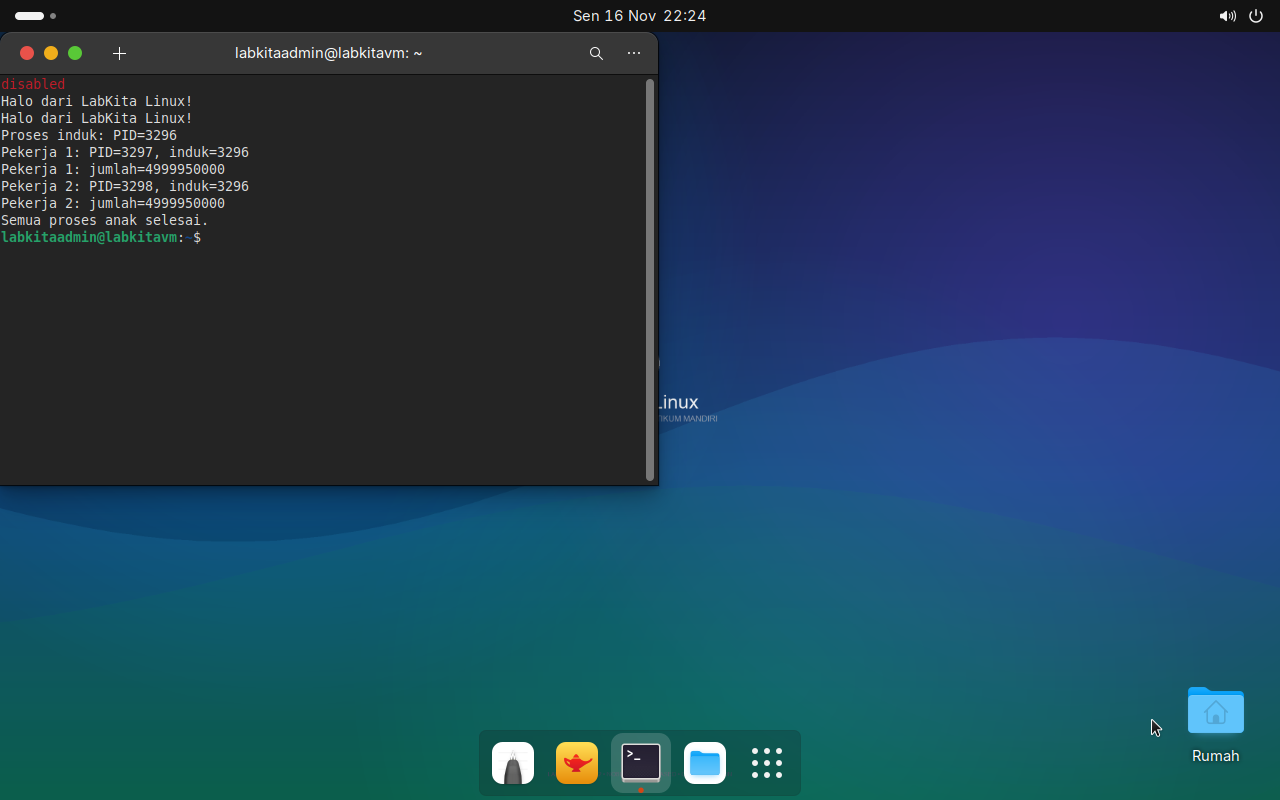 Sen 16 Nov 22:24
labkitaadmin@labkitavm: ~
disabled
Halo dari LabKita Linux!
Halo dari LabKita Linux!
Proses induk: PID=3296
Pekerja 1: PID=3297, induk=3296
Pekerja 1: jumlah=4999950000
Pekerja 2: PID=3298, induk=3296
Pekerja 2: jumlah=4999950000
Semua proses anak selesai.
labkitaadmin@labkitavm:~$
Linux
IKUM MANDIRI
>_
Rumah